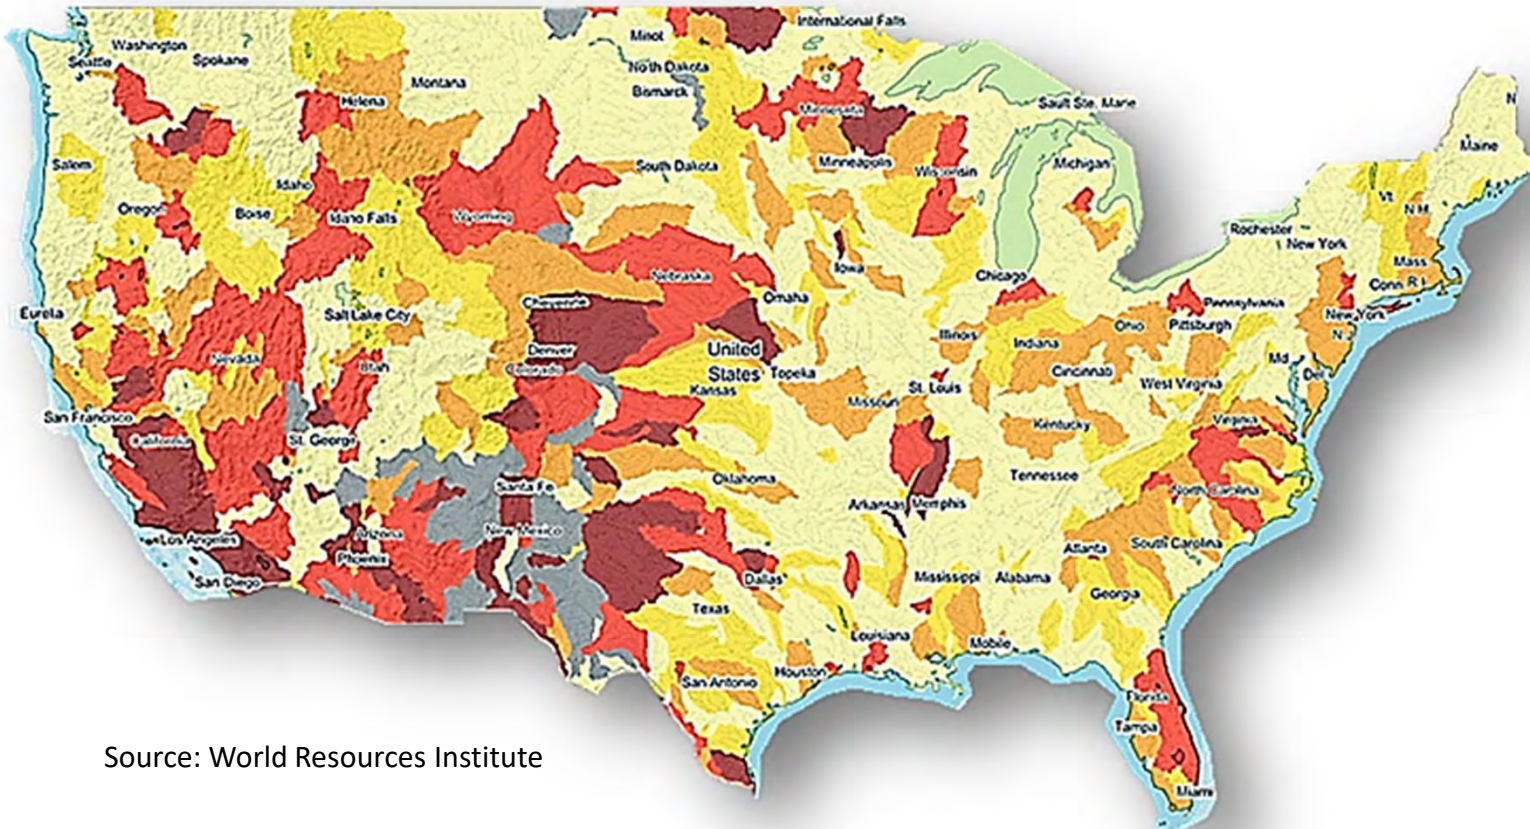 International Falls
Minot
Washington
Spokane
Seattle
North Dakota
Montana
Bismarck
Helena
Sault Ste. Marie
Minnesota
Maine
Salem
South Dakota
Minneapolis
Michigan
Wisconsin
Idaho
Oregon
Boise
Idaho Falls
Wyoming
Vt
N H
Rochester
New York
Mass
Iowa
Nebraska
Chicago
Conn
R I
Omaha
Cheyenne
Pennsylvania
Eureka
Salt Lake City
New York
Illinois
Indiana
Ohio
Pittsburgh
N J
Denver
United
States
Nevada
Utah
Colorado
Topeka
Cincinnati
Md
Del
Kansas
St. Louis
West Virginia
Missouri
San Francisco
Kentucky
Virginia
California
St. George
Tennessee
Oklahoma
Santa Fe
North Carolina
Arkansas
Memphis
New Mexico
Arizona
Los Angeles
Phoenix
Atlanta
South Carolina
San Diego
Dallas
Mississippi
Alabama
Georgia
Texas
Louisiana
Mobile
Houston
San Antonio
Florida
Tampa
Source: World Resources Institute
Miami